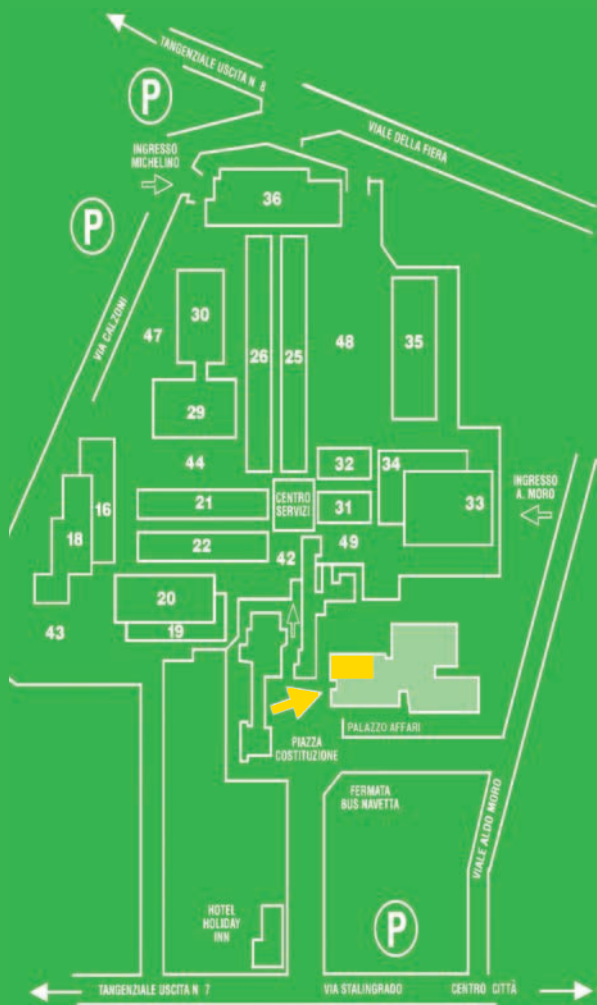 TANGENZIALE USCITA N 8
P
VIALE DELLA FIERA
INGRESSO
MICHELINO
36
P
VIA CALZONI
47
30
26
25
48
35
29
44
32
34
16
21
CENTRO
SERVIZI
31
33
INGRESSO
A. MORO
18
22
42
49
20
19
43
PIAZZA
COSTITUZIONE
PALAZZO AFFARI
FERMATA
BUS NAVETTA
VIALE ALDO MORO
HOTEL
HOLIDAY
INN
P
TANGENZIALE USCITA N 7
VIA STALINGRADO
CENTRO CITTÀ